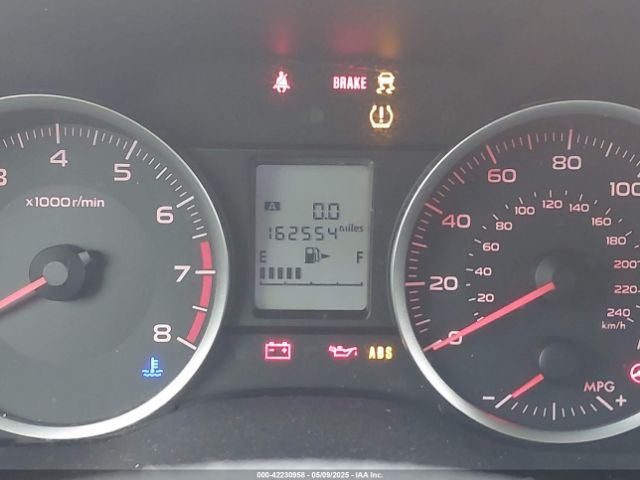 BRAKE
3 4 5 6 7 8
x1000r/min
A 0.0
162554 miles
E F
ABS
0 20 40 60 80 100
20 40 60 80 100 120 140 160 180 200 220 240
km/h
MPG
- +
000-42230958 - 05/09/2025 - IAA Inc.